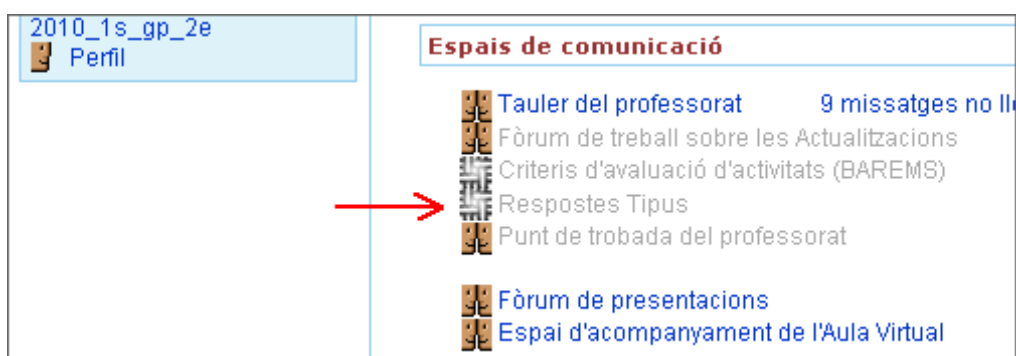 2010_1s_gp_2e
Perfil
Espais de comunicació
Tauler del professorat 9 missatges no
Fòrum de treball sobre les Actualitzacions
Criteris d'avaluació d'activitats (BAREMS)
Respostes Tipus
Punt de trobada del professorat
Fòrum de presentacions
Espai d'acompanyament de l'Aula Virtual